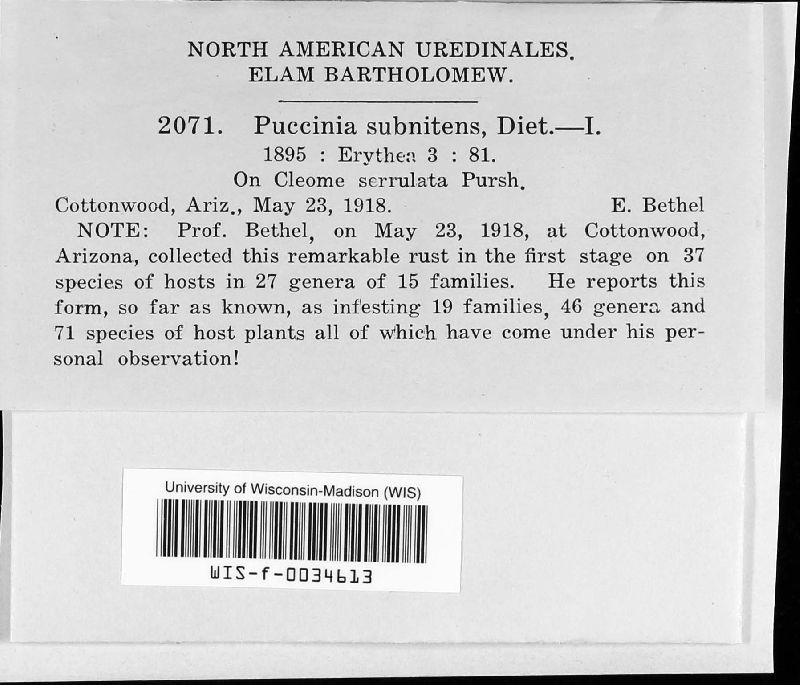 NORTH AMERICAN UREDINALES.
ELAM BARTHOLOMEW.
2071. Puccinia subnitens, Diet.—I.
1895 : Erythea 3 : 81.
On Cleome serrulata Pursh.
Cottonwood, Ariz., May 23, 1918. E. Bethel
NOTE: Prof. Bethel, on May 23, 1918, at Cottonwood,
Arizona, collected this remarkable rust in the first stage on 37
species of hosts in 27 genera of 15 families. He reports this
form, so far as known, as infesting 19 families, 46 genera and
71 species of host plants all of which have come under his per-
sonal observation!
University of Wisconsin-Madison (WIS)
WIS-f-0034613